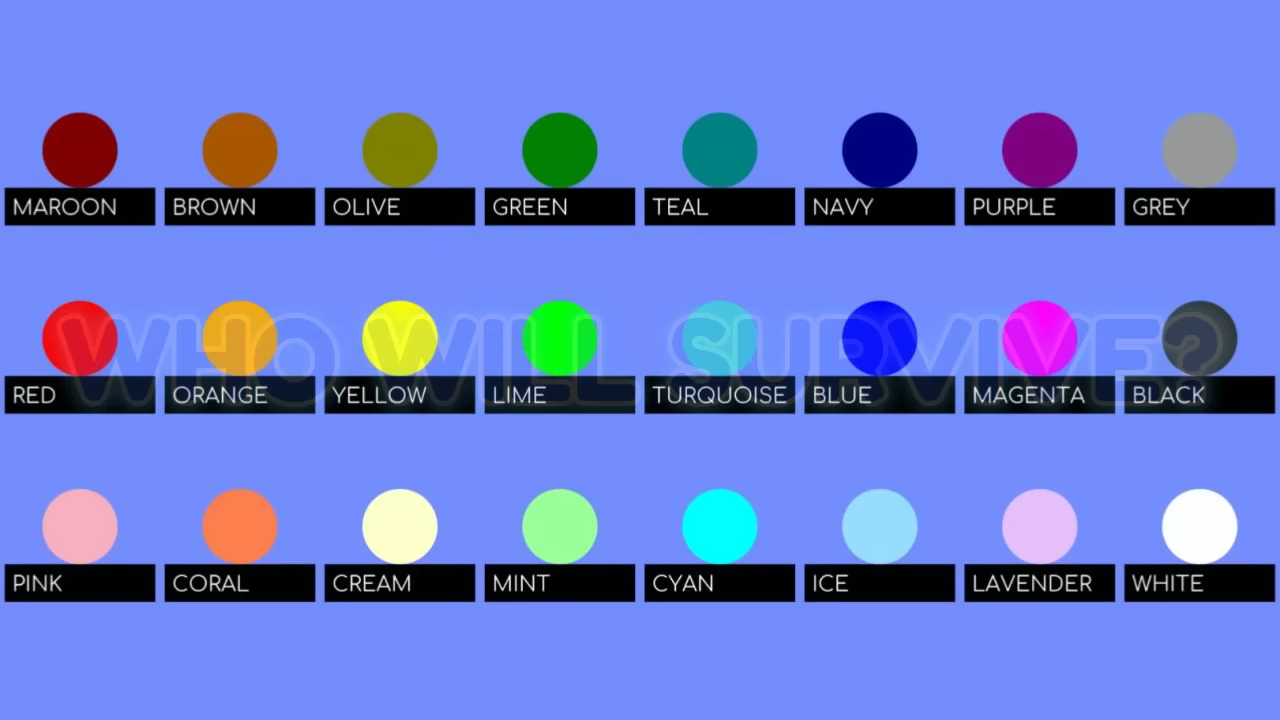 MAROON BROWN OLIVE GREEN TEAL NAVY PURPLE GREY
WHO WILL SURVIVE?
RED ORANGE YELLOW LIME TURQUOISE BLUE MAGENTA BLACK
PINK CORAL CREAM MINT CYAN ICE LAVENDER WHITE